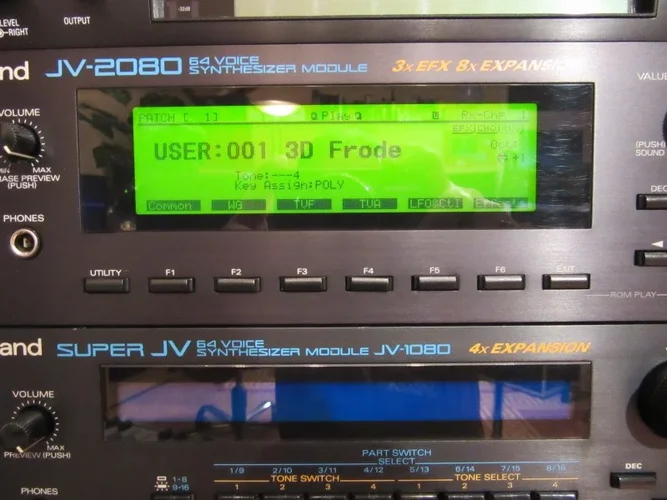 LEVEL
-RIGHT
OUTPUT
nd JV-2080 64 VOICE SYNTHESIZER MODULE 3x EFX 8x EXPANSION
VOLUME
MAX
PREVIEW
(PUSH)
PHONES
PATCH [ 1] Play
USER:001 3D Frode
Tone:---4
Key Assign:POLY
Common WG TVF TVA LFO&Ctl Effects
VALUE
(PUSH)
SOUND
DEC
UTILITY F1 F2 F3 F4 F5 F6 EXIT
ROM PLAY
and SUPER JV 64 VOICE SYNTHESIZER MODULE JV-1080 4x EXPANSION
VOLUME
MAX
PREVIEW (PUSH)
PHONES
PART SWITCH
SELECT
1-8
9-16
1/9 2/10 3/11 4/12 5/13 6/14 7/15 8/16
TONE SWITCH TONE SELECT
1 2 3 4 1 2 3 4
DEC